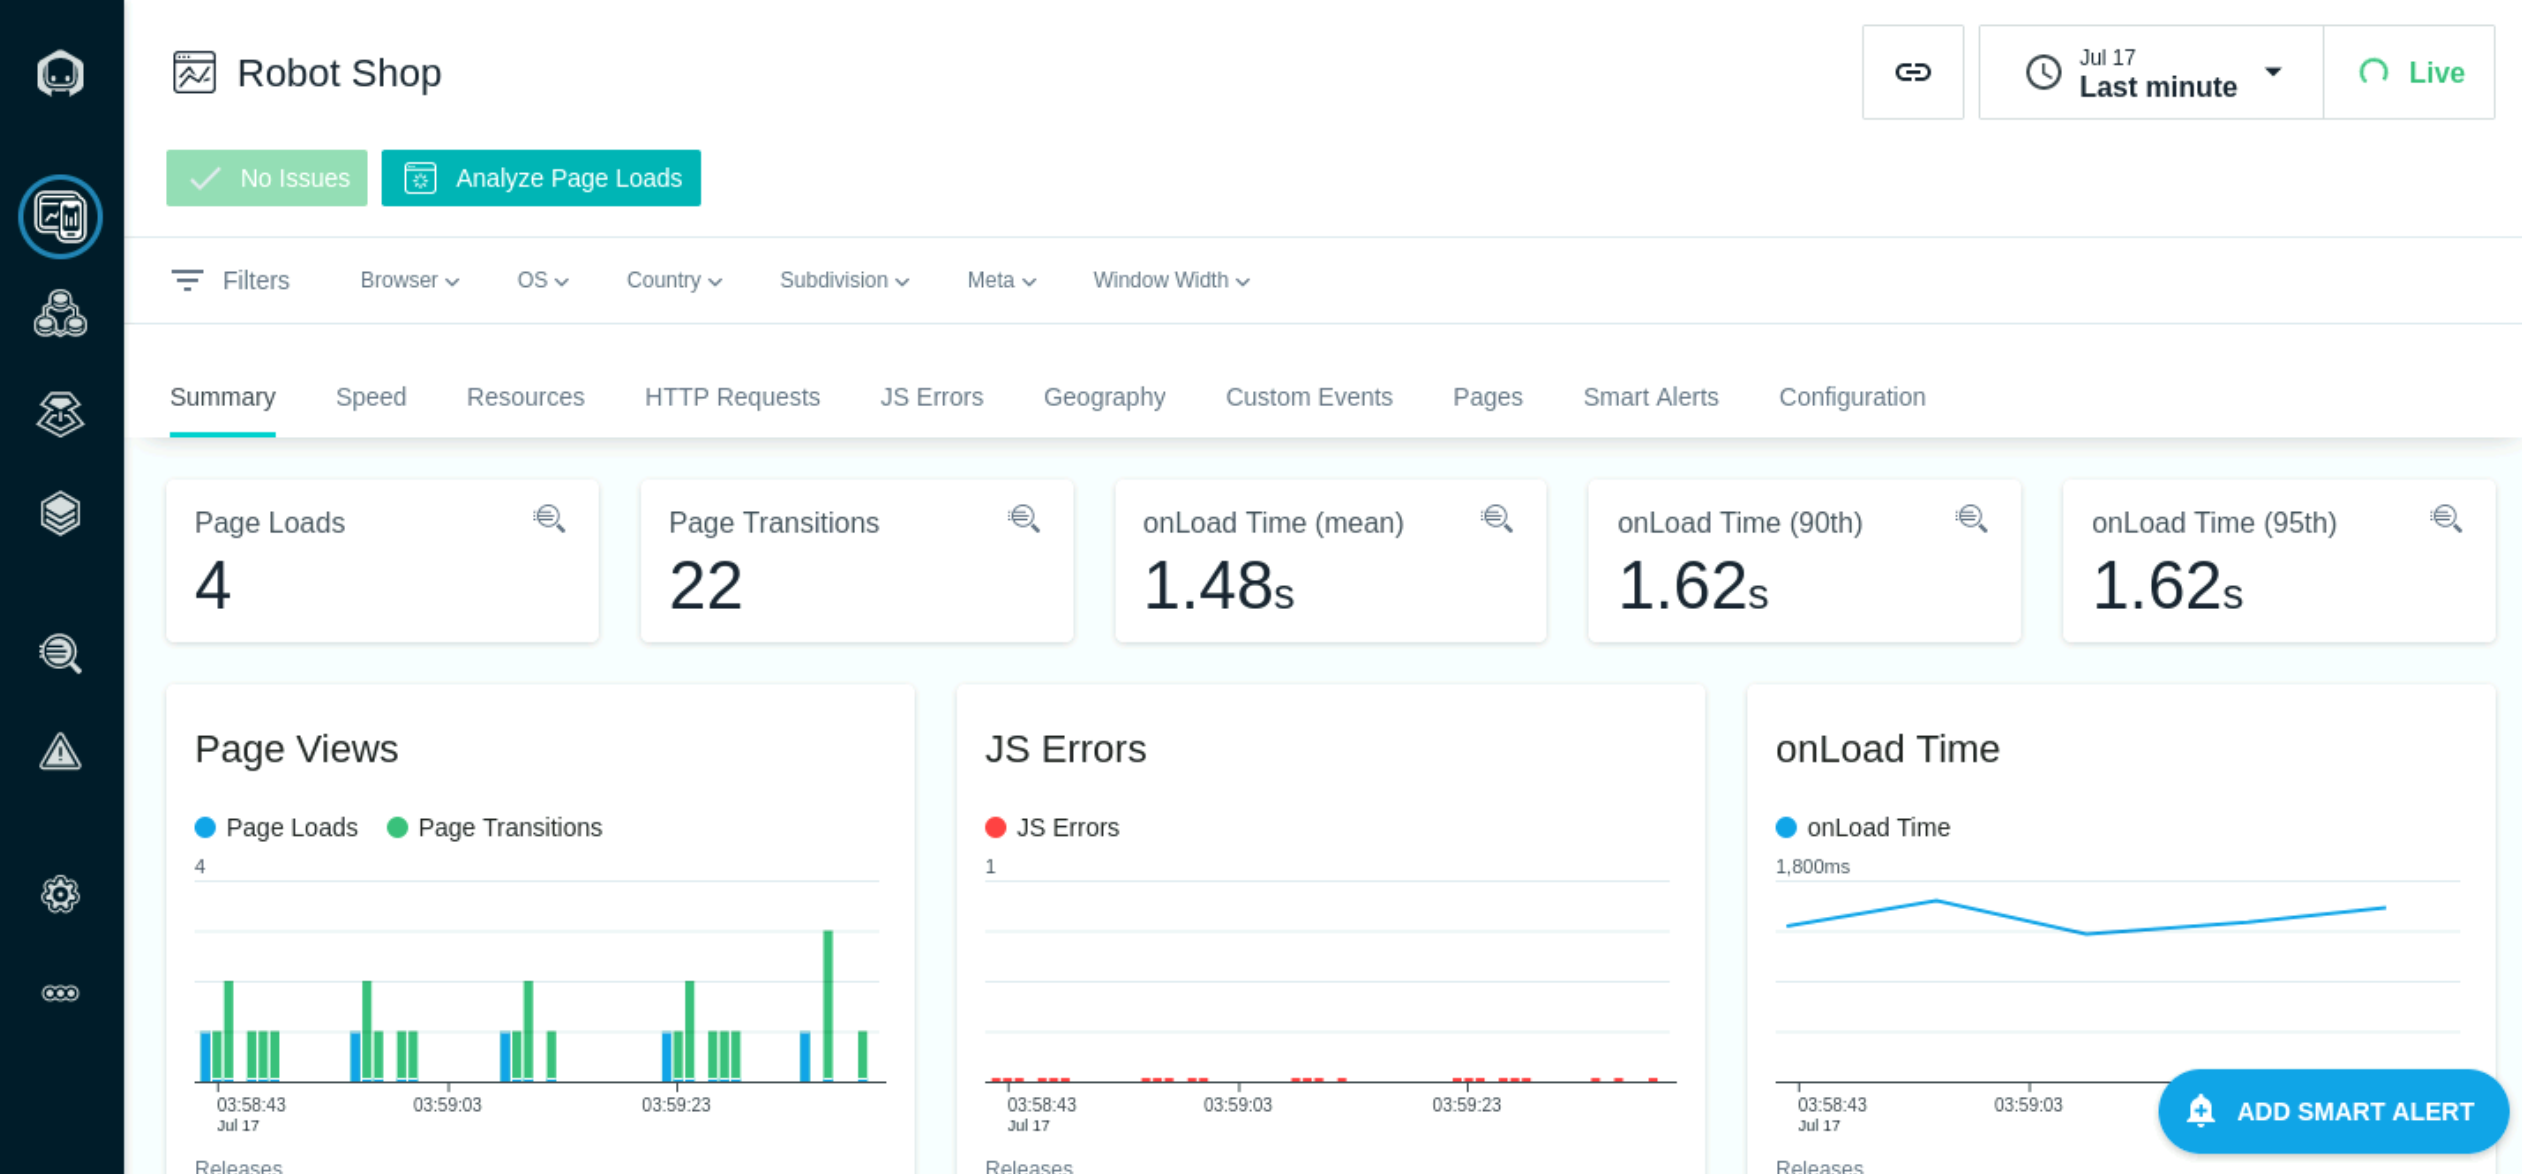 Robot Shop
Jul 17
Last minute
Live
No Issues
Analyze Page Loads
Filters
Browser
OS
Country
Subdivision
Meta
Window Width
Summary
Speed
Resources
HTTP Requests
JS Errors
Geography
Custom Events
Pages
Smart Alerts
Configuration
Page Loads
4
Page Transitions
22
onLoad Time (mean)
1.48s
onLoad Time (90th)
1.62s
onLoad Time (95th)
1.62s
Page Views
Page Loads
Page Transitions
4
03:58:43
03:59:03
03:59:23
Jul 17
Releases
JS Errors
JS Errors
1
03:58:43
03:59:03
03:59:23
Jul 17
Releases
onLoad Time
onLoad Time
1,800ms
03:58:43
03:59:03
Jul 17
Releases
ADD SMART ALERT